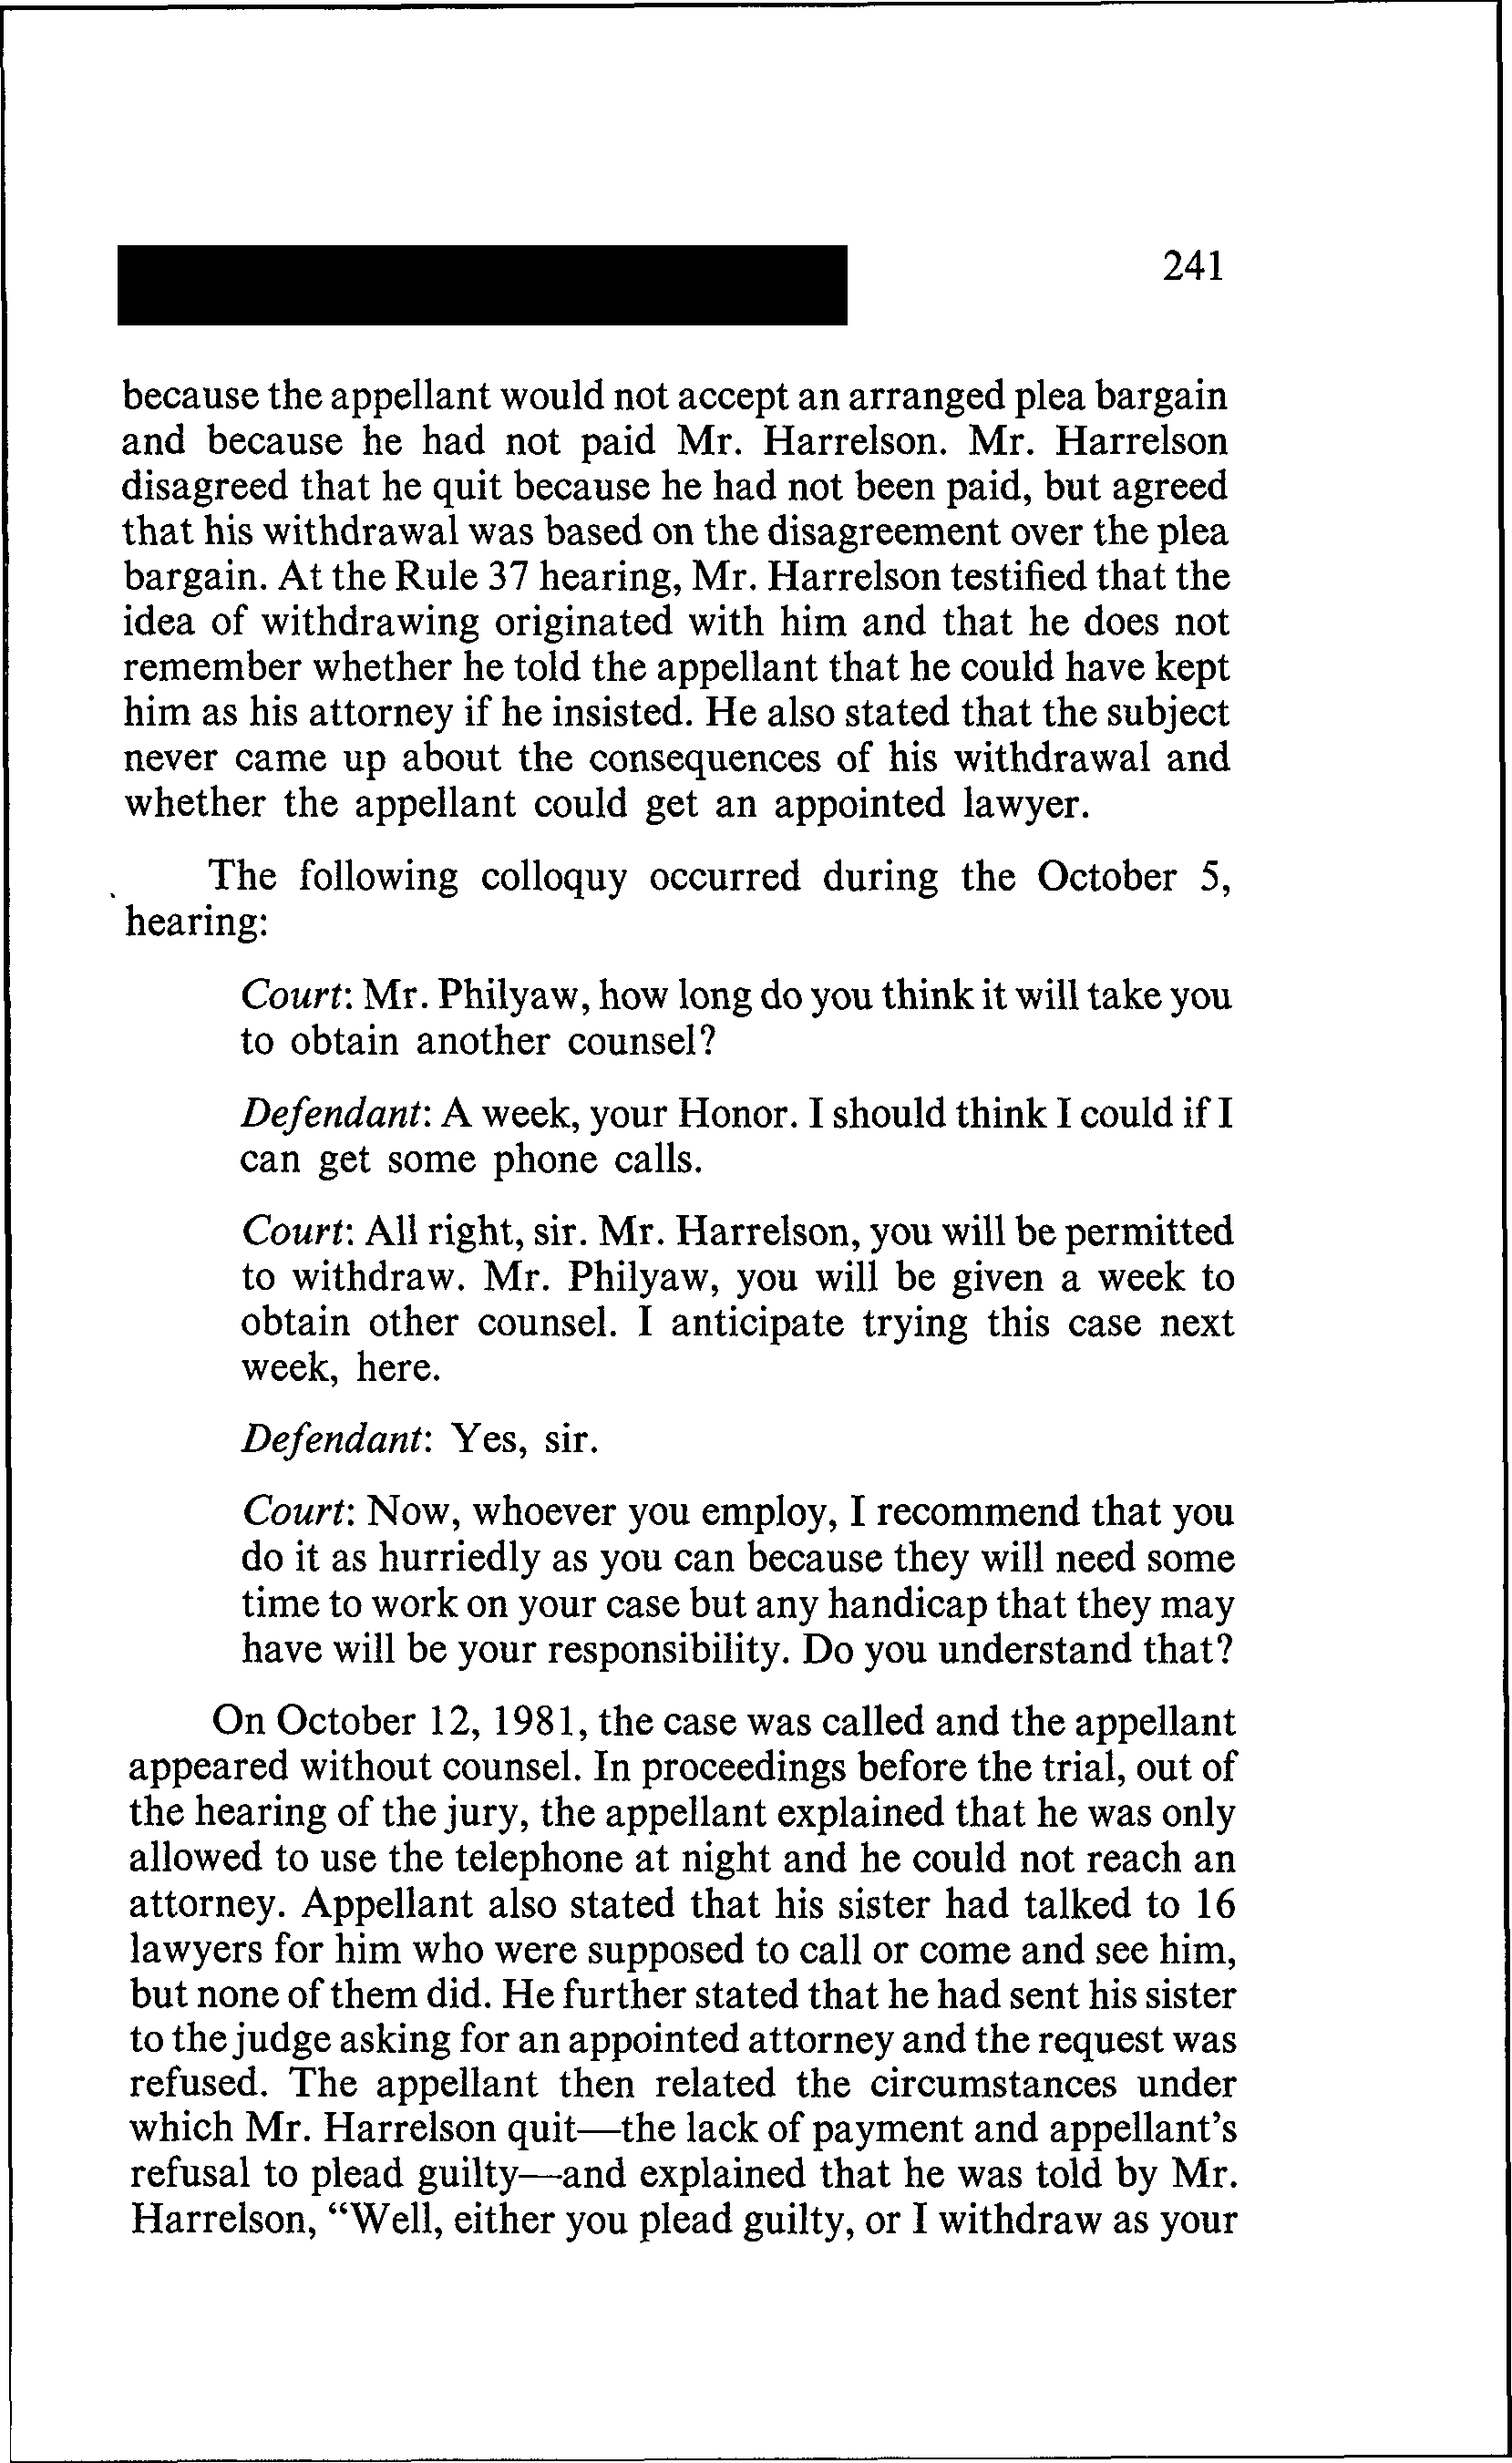 241
because the appellant would not accept an arranged plea bargain
and because he had not paid Mr. Harrelson. Mr. Harrelson
disagreed that he quit because he had not been paid, but agreed
that his withdrawal was based on the disagreement over the plea
bargain. At the Rule 37 hearing, Mr. Harrelson testified that the
idea of withdrawing originated with him and that he does not
remember whether he told the appellant that he could have kept
him as his attorney if he insisted. He also stated that the subject
never came up about the consequences of his withdrawal and
whether the appellant could get an appointed lawyer.
The following colloquy occurred during the October 5,
hearing:
Court: Mr. Philyaw, how long do you think it will take you
to obtain another counsel?
Defendant: A week, your Honor. I should think I could if I
can get some phone calls.
Court: All right, sir. Mr. Harrelson, you will be permitted
to withdraw. Mr. Philyaw, you will be given a week to
obtain other counsel. I anticipate trying this case next
week, here.
Defendant: Yes, sir.
Court: Now, whoever you employ, I recommend that you
do it as hurriedly as you can because they will need some
time to work on your case but any handicap that they may
have will be your responsibility. Do you understand that?
On October 12, 1981, the case was called and the appellant
appeared without counsel. In proceedings before the trial, out of
the hearing of the jury, the appellant explained that he was only
allowed to use the telephone at night and he could not reach an
attorney. Appellant also stated that his sister had talked to 16
lawyers for him who were supposed to call or come and see him,
but none of them did. He further stated that he had sent his sister
to the judge asking for an appointed attorney and the request was
refused. The appellant then related the circumstances under
which Mr. Harrelson quit—the lack of payment and appellant's
refusal to plead guilty—and explained that he was told by Mr.
Harrelson, "Well, either you plead guilty, or I withdraw as your